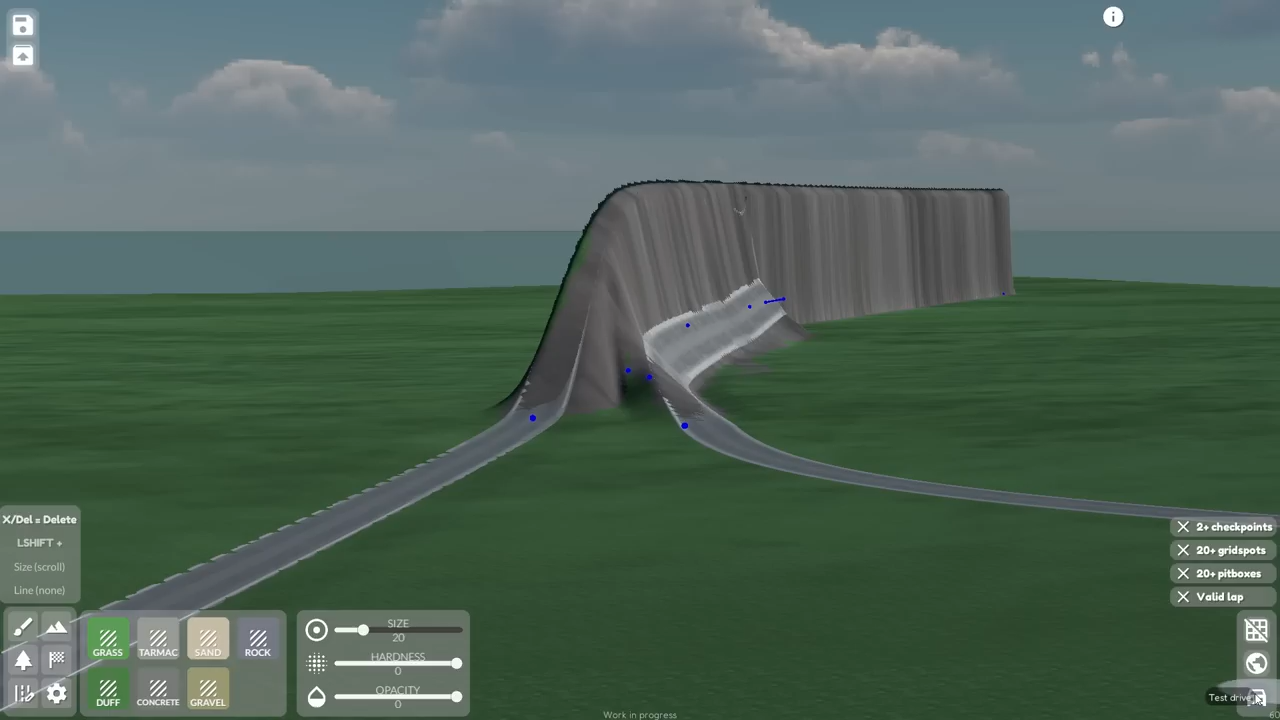 X/Del = Delete
LSHIFT +
Size (scroll)
Line (none)
GRASS
TARMAC
SAND
ROCK
DUFF
CONCRETE
GRAVEL
SIZE
20
HARDNESS
0
OPACITY
0
2+ checkpoints
20+ gridspots
20+ pitboxes
Valid lap
Test drive
Work in progress
60